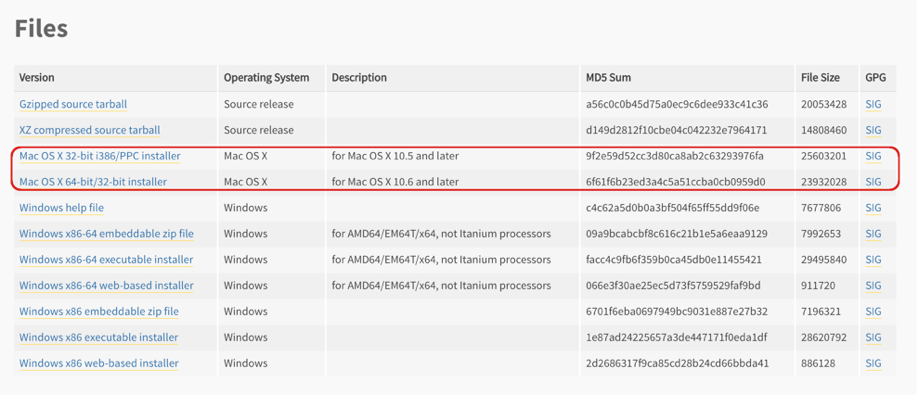 Files
Version Operating System Description MD5 Sum File Size GPG
Gzipped source tarball Source release a56c0c0b45d75a0ec9c6dee933c41c36 20053428 SIG
XZ compressed source tarball Source release d149d2812f10cbe04c042232e7964171 14808460 SIG
Mac OS X 32-bit i386/PPC installer Mac OS X for Mac OS X 10.5 and later 9f2e59d52cc3d80ca8ab2c63293976fa 25603201 SIG
Mac OS X 64-bit/32-bit installer Mac OS X for Mac OS X 10.6 and later 6f61f6b23ed3a4c5a51ccba0cb0959d0 23932028 SIG
Windows help file Windows c4c62a5d0b0a3bf504f65ff55dd9f06e 7677806 SIG
Windows x86-64 embeddable zip file Windows for AMD64/EM64T/x64, not Itanium processors 09a9bcabcbf8c616c21b1e5a6eaa9129 7992653 SIG
Windows x86-64 executable installer Windows for AMD64/EM64T/x64, not Itanium processors facc4c9fb6f359b0ca45db0e11455421 29495840 SIG
Windows x86-64 web-based installer Windows for AMD64/EM64T/x64, not Itanium processors 066e3f30ae25ec5d73f5759529faf9bd 911720 SIG
Windows x86 embeddable zip file Windows 6701f6eba0697949bc9031e887e27b32 7196321 SIG
Windows x86 executable installer Windows 1e87ad24225657a3de447171f0eda1df 28620792 SIG
Windows x86 web-based installer Windows 2d2686317f9ca85cd28b24cd66bbda41 886128 SIG